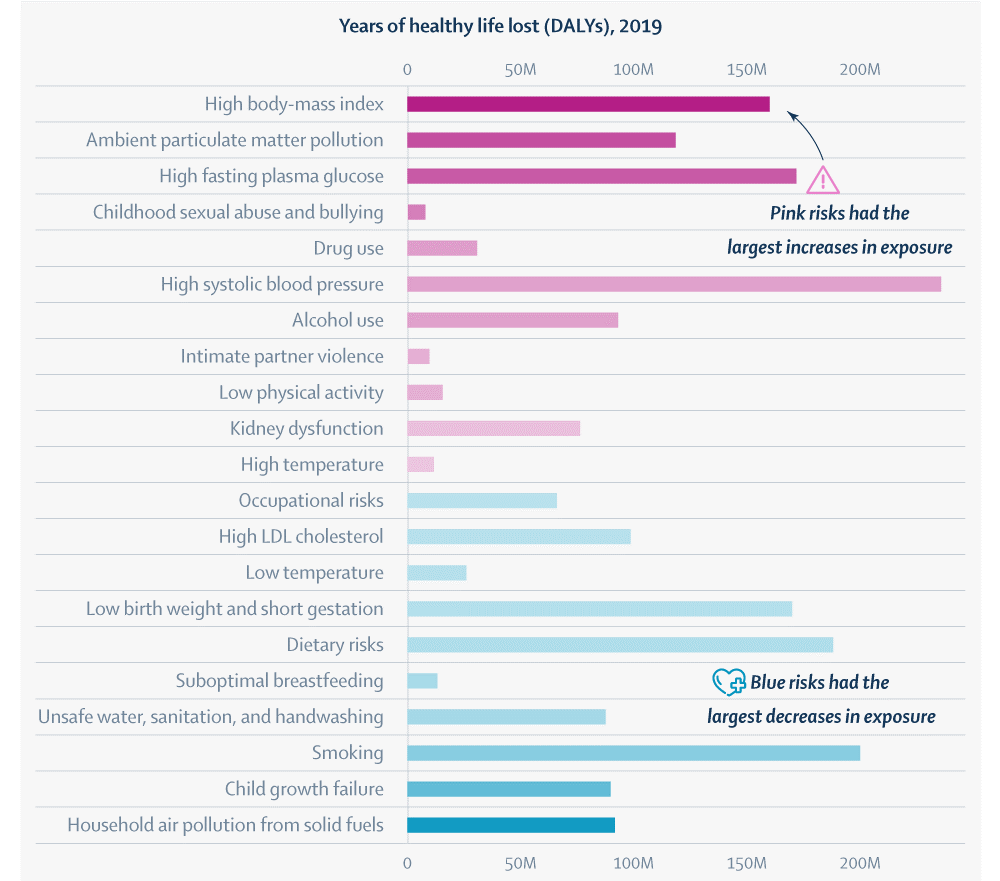 Years of healthy life lost (DALYs), 2019
0 50M 100M 150M 200M
High body-mass index
Ambient particulate matter pollution
High fasting plasma glucose
Childhood sexual abuse and bullying
Pink risks had the
Drug use
largest increases in exposure
High systolic blood pressure
Alcohol use
Intimate partner violence
Low physical activity
Kidney dysfunction
High temperature
Occupational risks
High LDL cholesterol
Low temperature
Low birth weight and short gestation
Dietary risks
Suboptimal breastfeeding
Blue risks had the
Unsafe water, sanitation, and handwashing
largest decreases in exposure
Smoking
Child growth failure
Household air pollution from solid fuels
0 50M 100M 150M 200M